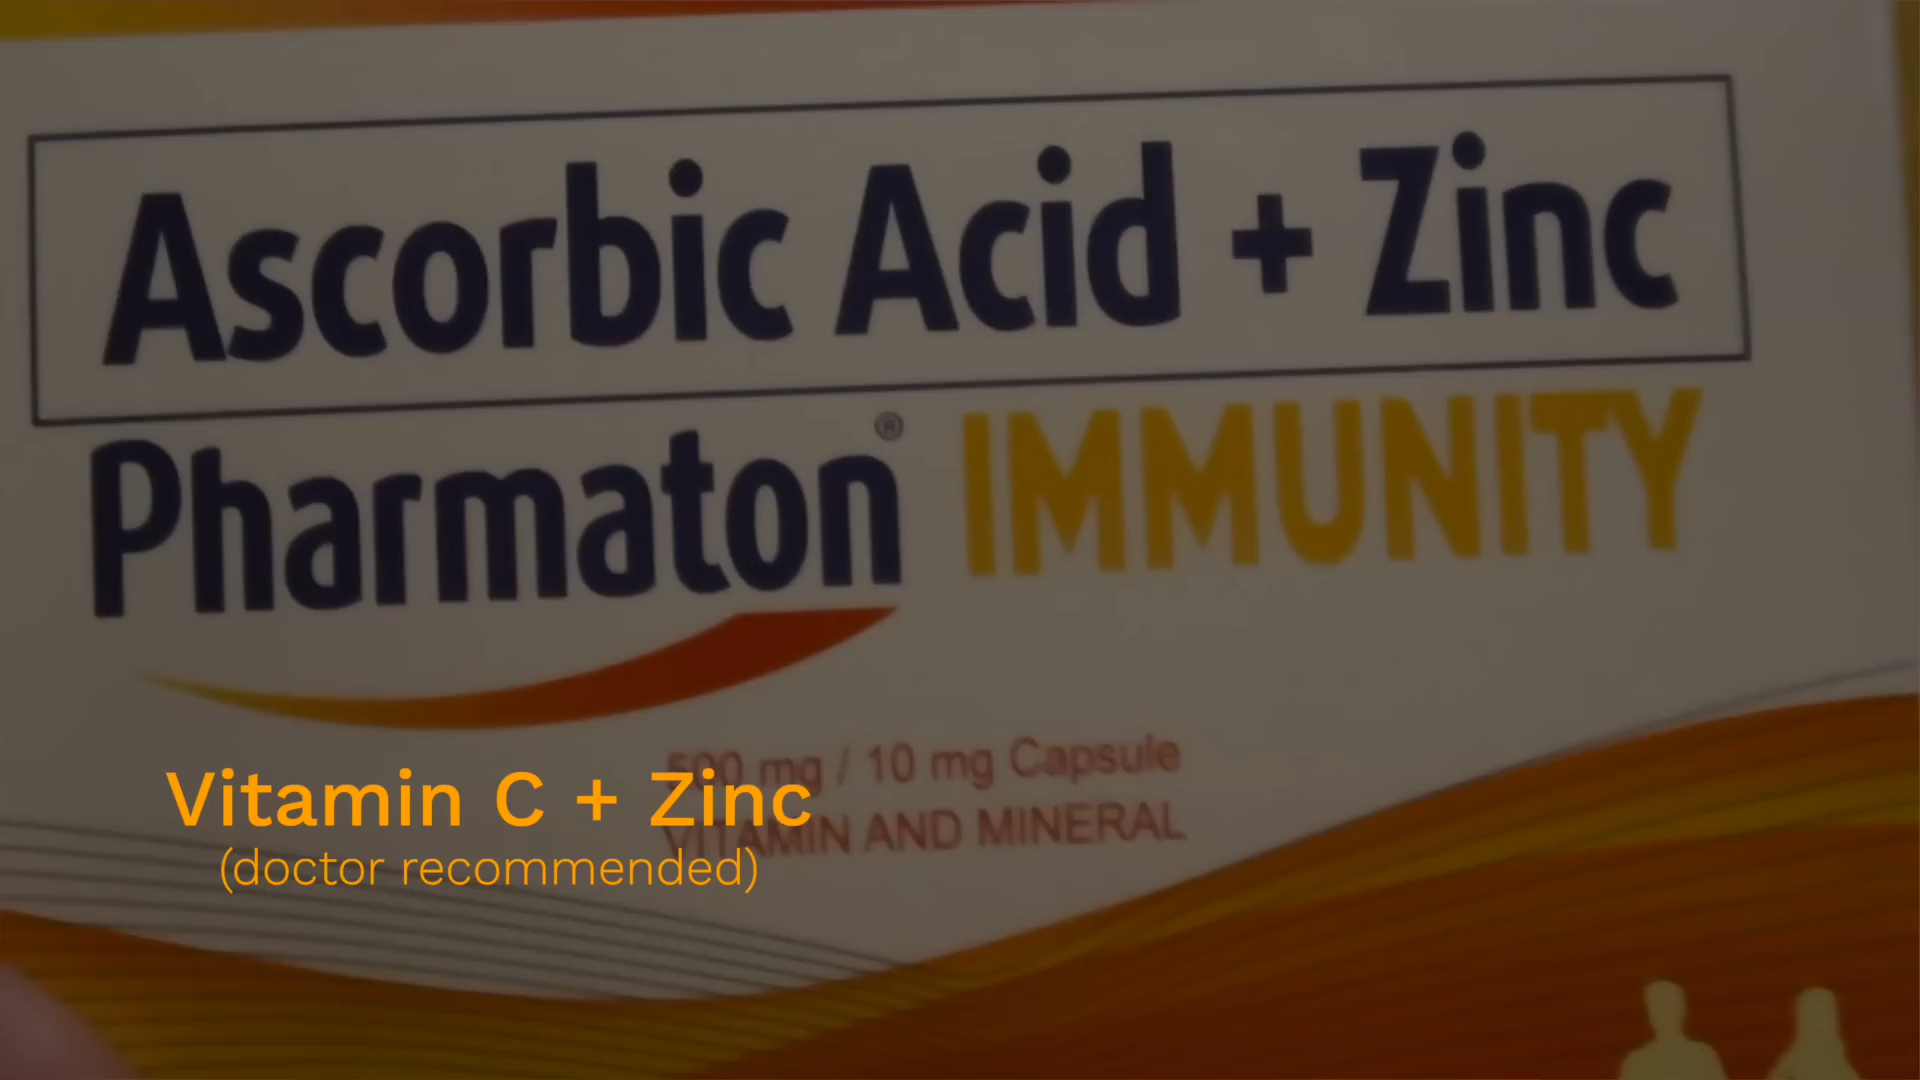 Ascorbic Acid + Zinc
Pharmaton® IMMUNITY
500 mg / 10 mg Capsule
Vitamin C + Zinc
VITAMIN AND MINERAL
(doctor recommended)